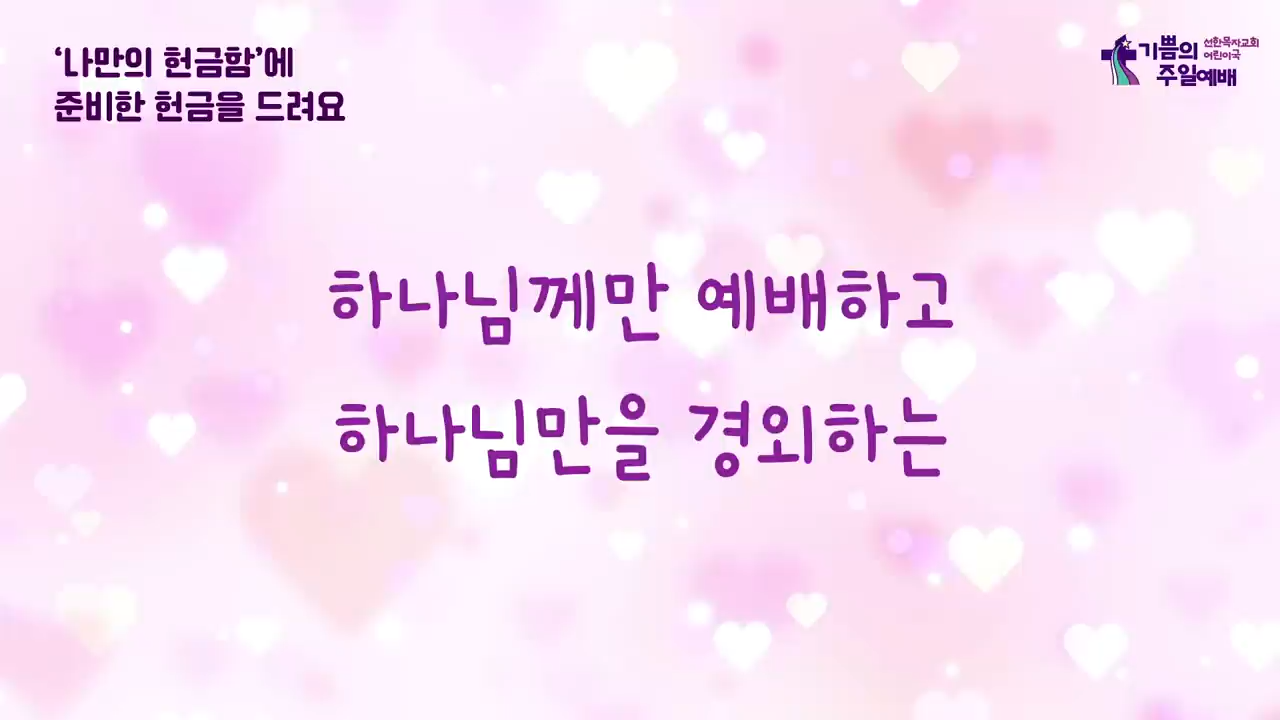 ‘나만의 헌금함’에
준비한 헌금을 드려요
기쁨의
선한목자교회
어린이국
주일예배
하나님께만 예배하고
하나님만을 경외하는